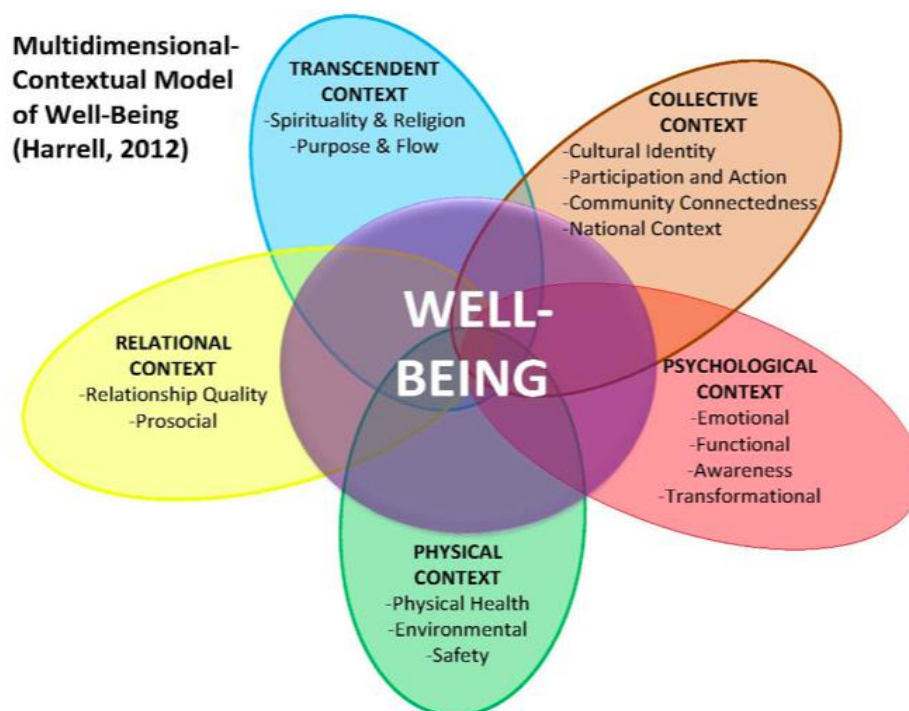 Multidimensional-
Contextual Model
of Well-Being
(Harrell, 2012)
TRANSCENDENT
CONTEXT
-Spirituality & Religion
-Purpose & Flow
COLLECTIVE
CONTEXT
-Cultural Identity
-Participation and Action
-Community Connectedness
-National Context
WELL-
BEING
RELATIONAL
CONTEXT
-Relationship Quality
-Prosocial
PSYCHOLOGICAL
CONTEXT
-Emotional
-Functional
-Awareness
-Transformational
PHYSICAL
CONTEXT
-Physical Health
-Environmental
-Safety